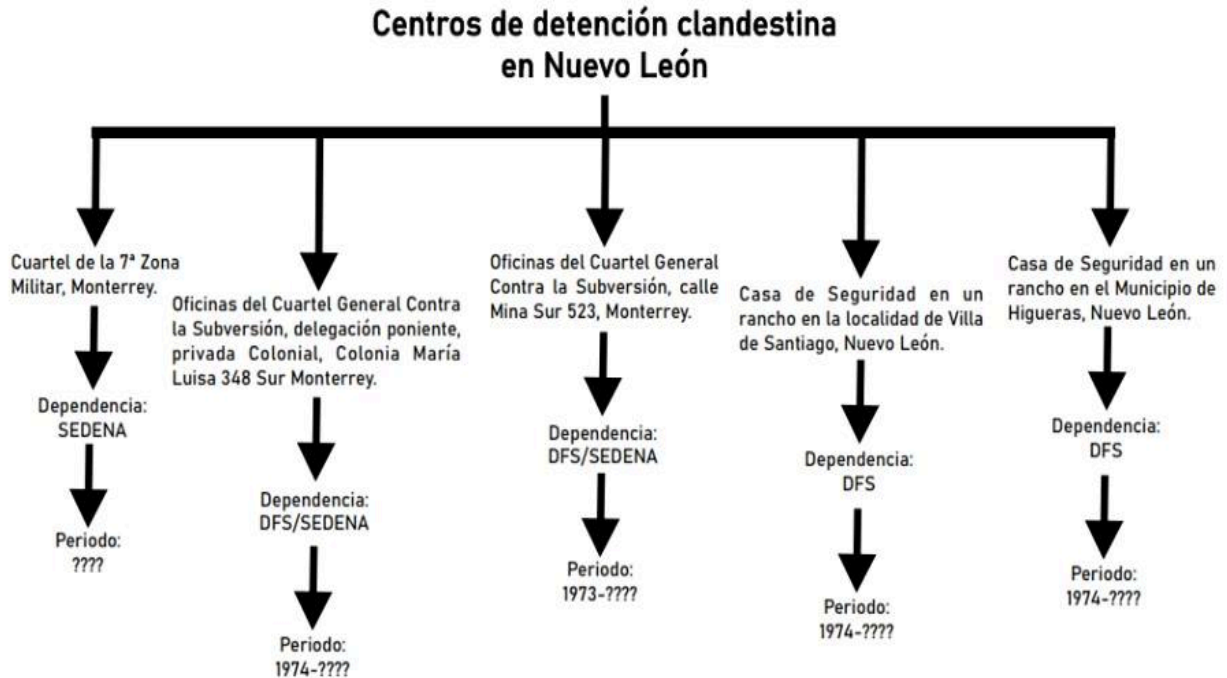 Centros de detención clandestina
en Nuevo León
Cuartel de la 7ª Zona
Militar, Monterrey.
Dependencia:
SEDENA
Periodo:
????
Oficinas del Cuartel General Contra
la Subversión, delegación poniente,
privada Colonial, Colonia María
Luisa 348 Sur Monterrey.
Dependencia:
DFS/SEDENA
Periodo:
1974-????
Oficinas del Cuartel General
Contra la Subversión, calle
Mina Sur 523, Monterrey.
Dependencia:
DFS/SEDENA
Periodo:
1973-????
Casa de Seguridad en un
rancho en la localidad de Villa
de Santiago, Nuevo León.
Dependencia:
DFS
Periodo:
1974-????
Casa de Seguridad en un
rancho en el Municipio de
Higueras, Nuevo León.
Dependencia:
DFS
Periodo:
1974-????